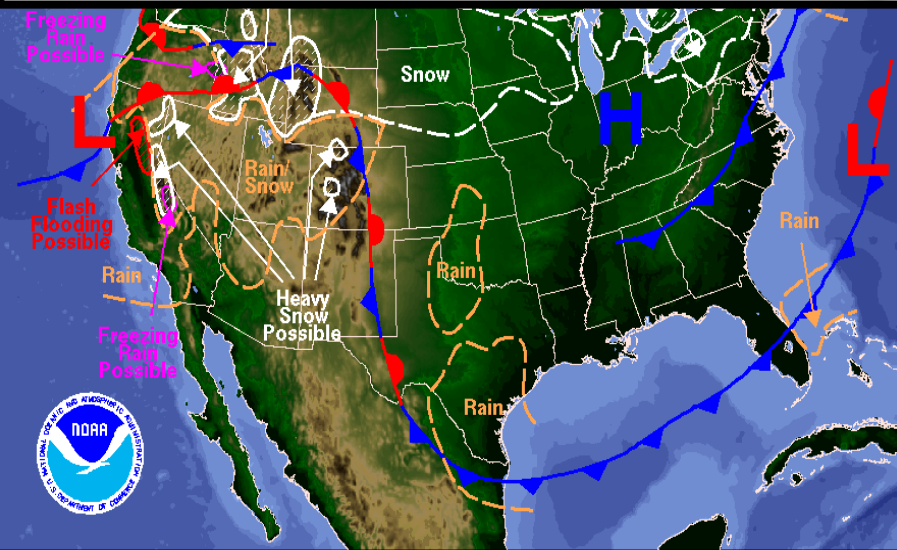 Freezing
Rain
Possible
Snow
L
H
L
Rain/
Snow
Flash
Flooding
Possible
Rain
Rain
Rain
Heavy
Snow
Possible
Freezing
Rain
Possible
Rain
NATIONAL OCEANIC AND ATMOSPHERIC ADMINISTRATION
NOAA
U.S. DEPARTMENT OF COMMERCE